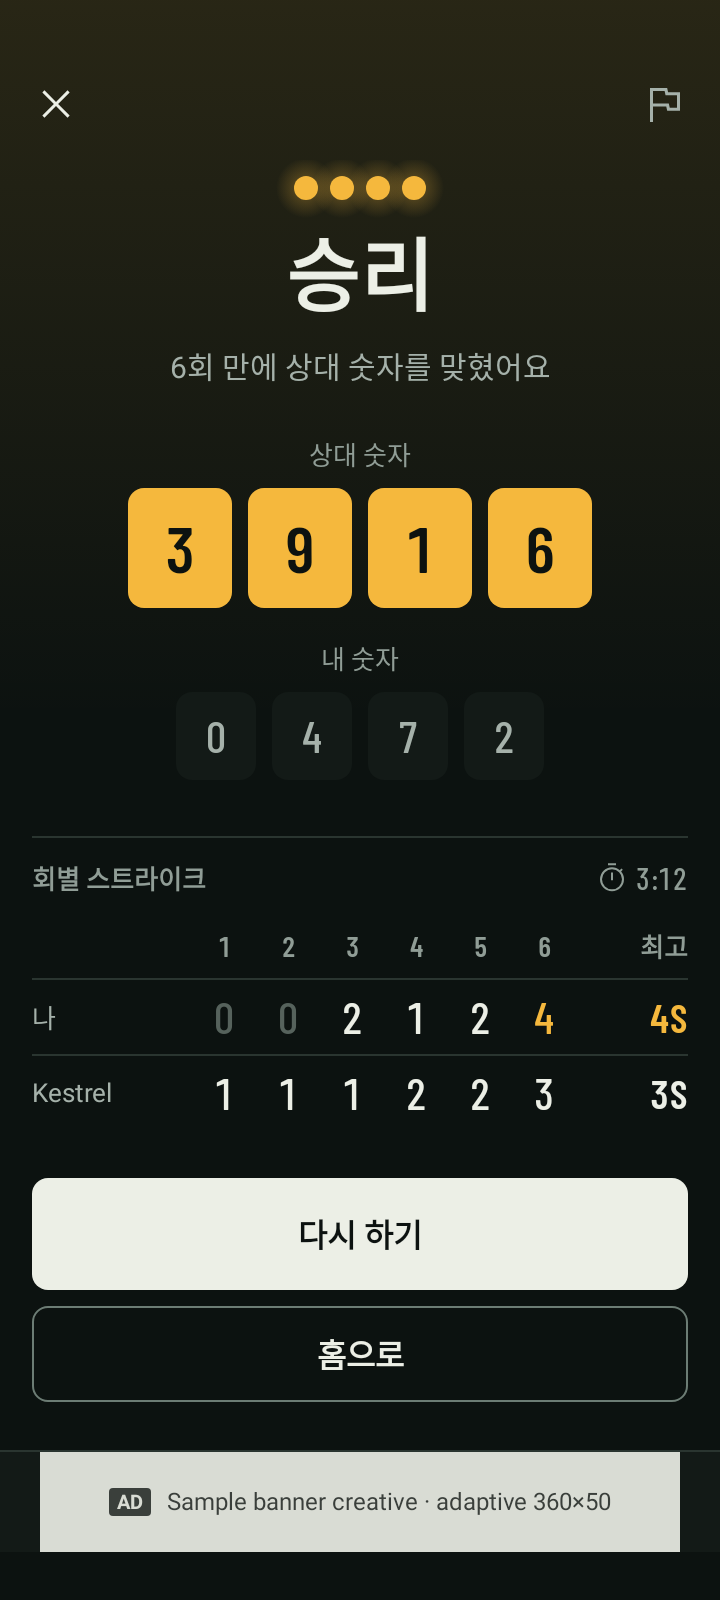 승리
6회 만에 상대 숫자를 맞혔어요
상대 숫자
3 9 1 6
내 숫자
0 4 7 2
회별 스트라이크 3:12
1 2 3 4 5 6 최고
나 0 0 2 1 2 4 4S
Kestrel 1 1 1 2 2 3 3S
다시 하기
홈으로
AD Sample banner creative · adaptive 360×50